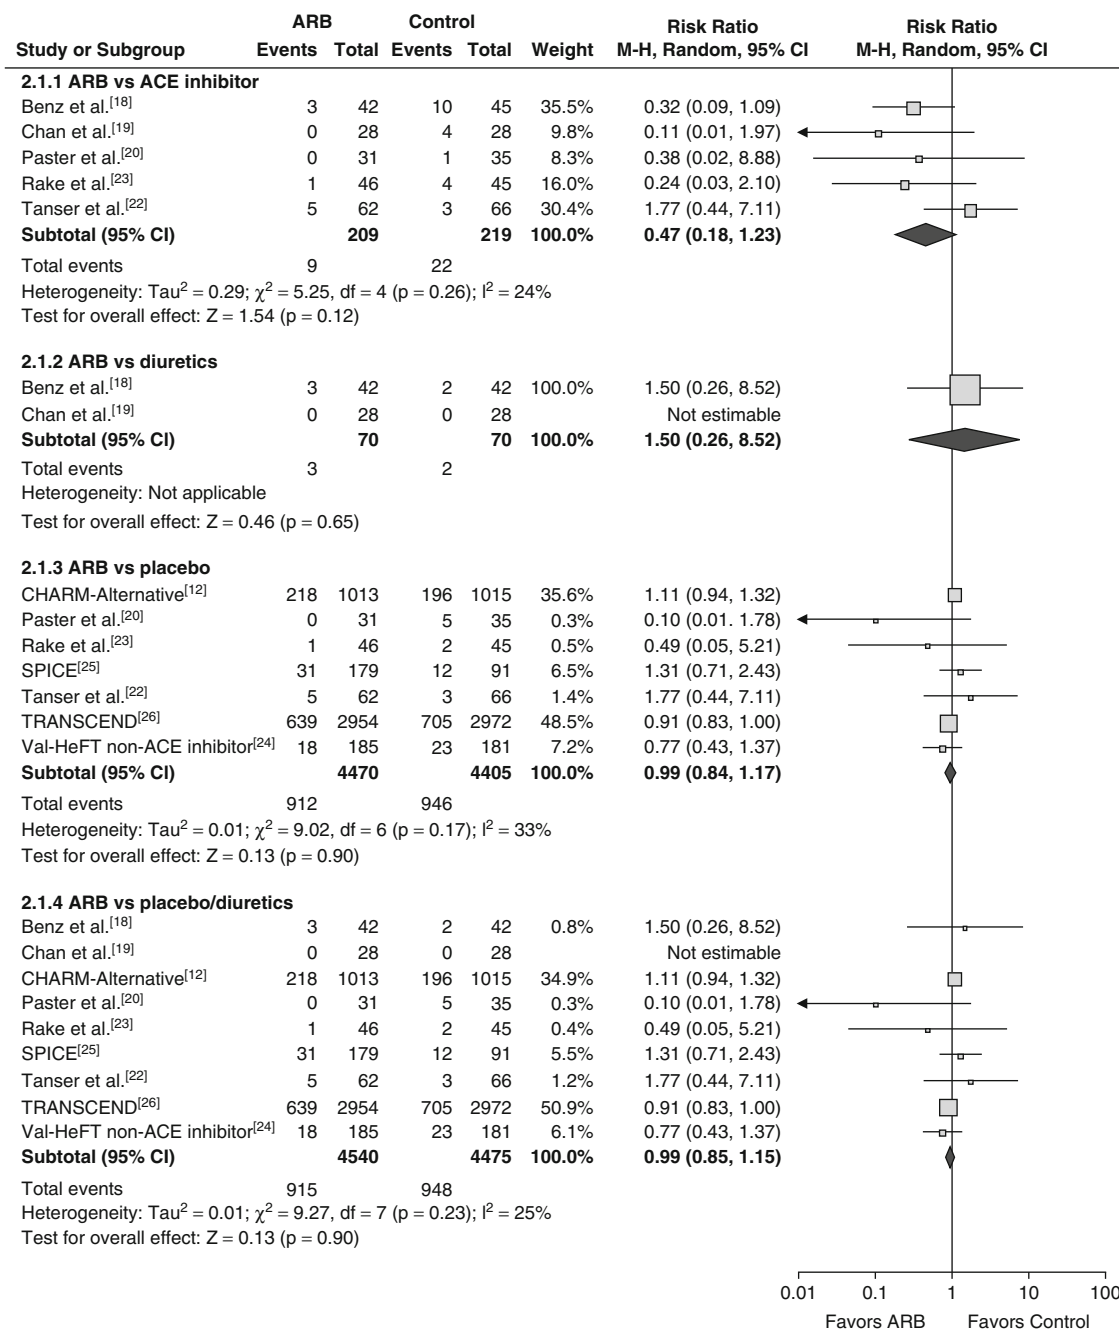 ARB Control Risk Ratio Risk Ratio
Study or Subgroup Events Total Events Total Weight M-H, Random, 95% CI M-H, Random, 95% CI
2.1.1 ARB vs ACE inhibitor
Benz et al.[18] 3 42 10 45 35.5% 0.32 (0.09, 1.09)
Chan et al.[19] 0 28 4 28 9.8% 0.11 (0.01, 1.97)
Paster et al.[20] 0 31 1 35 8.3% 0.38 (0.02, 8.88)
Rake et al.[23] 1 46 4 45 16.0% 0.24 (0.03, 2.10)
Tanser et al.[22] 5 62 3 66 30.4% 1.77 (0.44, 7.11)
Subtotal (95% CI) 209 219 100.0% 0.47 (0.18, 1.23)
Total events 9 22
Heterogeneity: Tau2 = 0.29; χ2 = 5.25, df = 4 (p = 0.26); I2 = 24%
Test for overall effect: Z = 1.54 (p = 0.12)
2.1.2 ARB vs diuretics
Benz et al.[18] 3 42 2 42 100.0% 1.50 (0.26, 8.52)
Chan et al.[19] 0 28 0 28 Not estimable
Subtotal (95% CI) 70 70 100.0% 1.50 (0.26, 8.52)
Total events 3 2
Heterogeneity: Not applicable
Test for overall effect: Z = 0.46 (p = 0.65)
2.1.3 ARB vs placebo
CHARM-Alternative[12] 218 1013 196 1015 35.6% 1.11 (0.94, 1.32)
Paster et al.[20] 0 31 5 35 0.3% 0.10 (0.01. 1.78)
Rake et al.[23] 1 46 2 45 0.5% 0.49 (0.05, 5.21)
SPICE[25] 31 179 12 91 6.5% 1.31 (0.71, 2.43)
Tanser et al.[22] 5 62 3 66 1.4% 1.77 (0.44, 7.11)
TRANSCEND[26] 639 2954 705 2972 48.5% 0.91 (0.83, 1.00)
Val-HeFT non-ACE inhibitor[24] 18 185 23 181 7.2% 0.77 (0.43, 1.37)
Subtotal (95% CI) 4470 4405 100.0% 0.99 (0.84, 1.17)
Total events 912 946
Heterogeneity: Tau2 = 0.01; χ2 = 9.02, df = 6 (p = 0.17); I2 = 33%
Test for overall effect: Z = 0.13 (p = 0.90)
2.1.4 ARB vs placebo/diuretics
Benz et al.[18] 3 42 2 42 0.8% 1.50 (0.26, 8.52)
Chan et al.[19] 0 28 0 28 Not estimable
CHARM-Alternative[12] 218 1013 196 1015 34.9% 1.11 (0.94, 1.32)
Paster et al.[20] 0 31 5 35 0.3% 0.10 (0.01, 1.78)
Rake et al.[23] 1 46 2 45 0.4% 0.49 (0.05, 5.21)
SPICE[25] 31 179 12 91 5.5% 1.31 (0.71, 2.43)
Tanser et al.[22] 5 62 3 66 1.2% 1.77 (0.44, 7.11)
TRANSCEND[26] 639 2954 705 2972 50.9% 0.91 (0.83, 1.00)
Val-HeFT non-ACE inhibitor[24] 18 185 23 181 6.1% 0.77 (0.43, 1.37)
Subtotal (95% CI) 4540 4475 100.0% 0.99 (0.85, 1.15)
Total events 915 948
Heterogeneity: Tau2 = 0.01; χ2 = 9.27, df = 7 (p = 0.23); I2 = 25%
Test for overall effect: Z = 0.13 (p = 0.90)
0.01 0.1 1 10 100
Favors ARB Favors Control